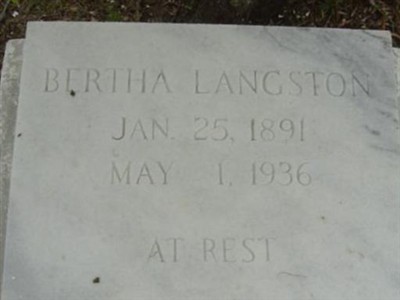 BERTHA LANGSTON
JAN. 25, 1891
MAY 1, 1936
AT REST